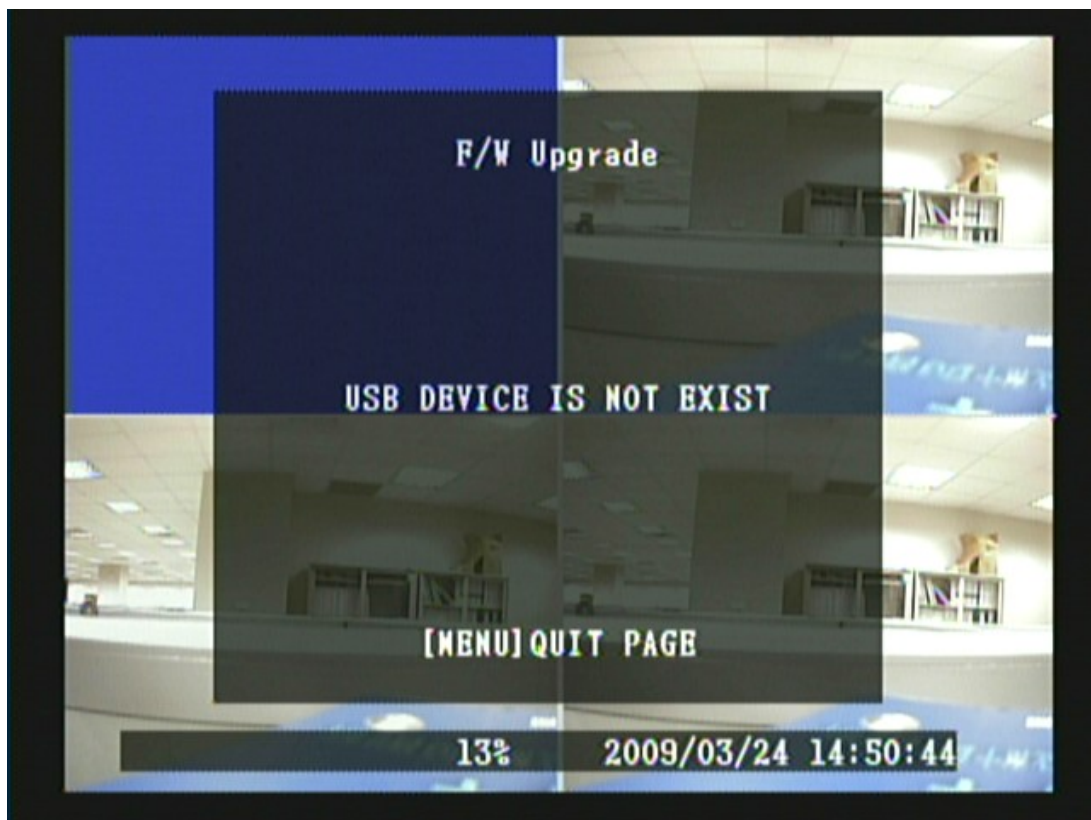 F/W Upgrade
USB DEVICE IS NOT EXIST
[MENU]QUIT PAGE
13% 2009/03/24 14:50:44